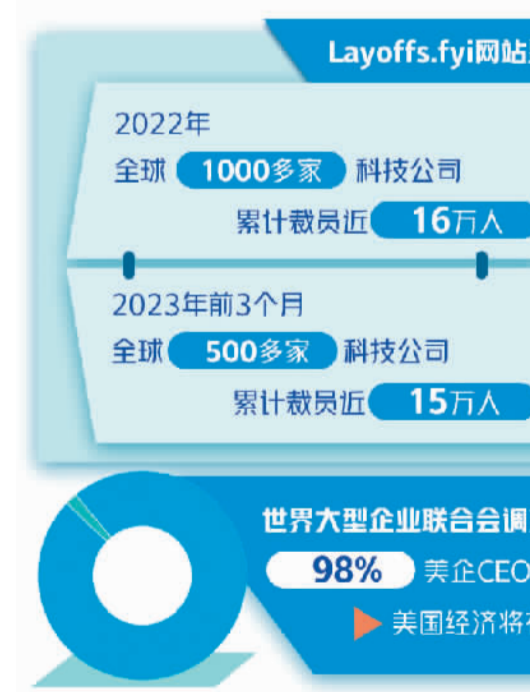 Layoffs.fyi网站
2022年
全球 1000多家 科技公司
累计裁员近 16万人
2023年前3个月
全球 500多家 科技公司
累计裁员近 15万人
世界大型企业联合会调
98% 美企CEO
美国经济将